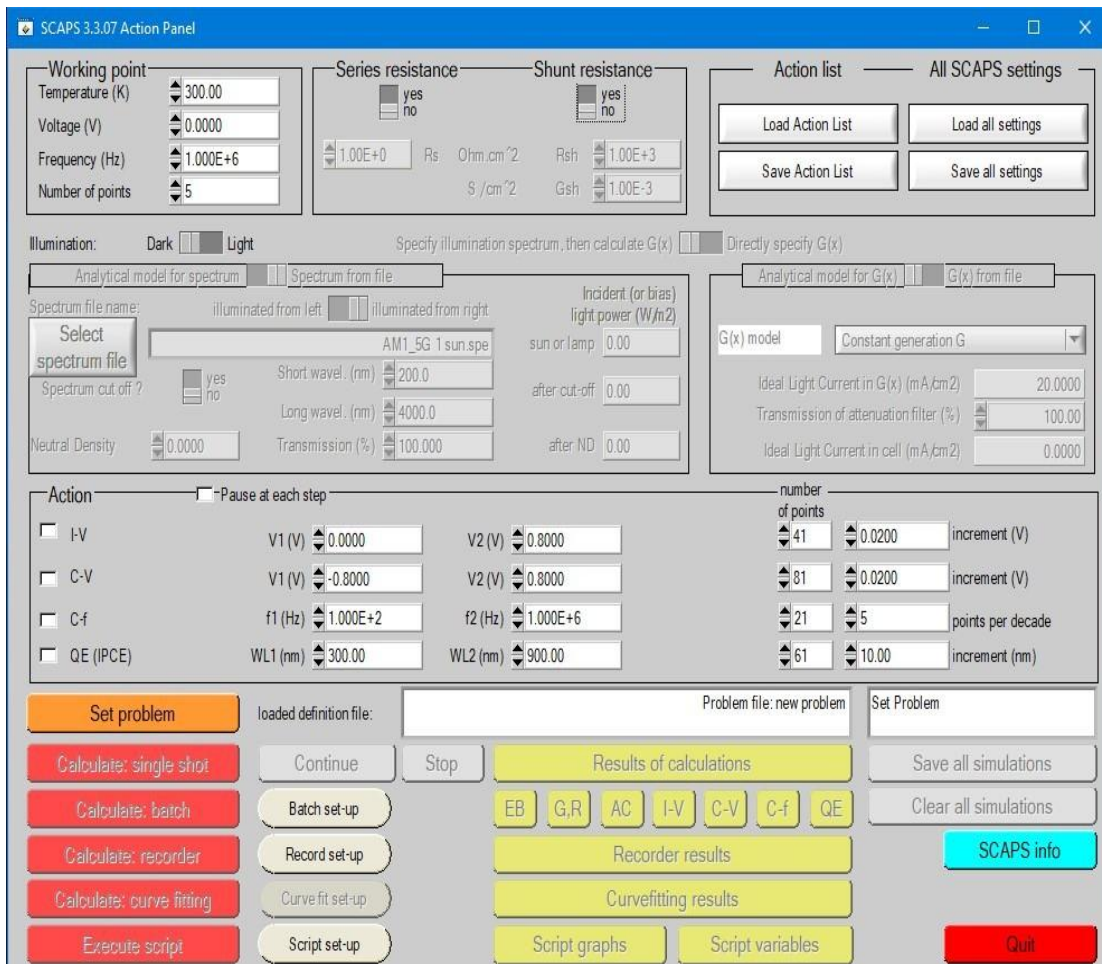 SCAPS 3.3.07 Action Panel
Working point
Temperature (K) 300.00
Voltage (V) 0.0000
Frequency (Hz) 1.000E+6
Number of points 5
Series resistance
yes
no
Shunt resistance
yes
no
1.00E+0 Rs Ohm.cm^2 Rsh 1.00E+3
S /cm^2 Gsh 1.00E-3
Action list
All SCAPS settings
Load Action List
Load all settings
Save Action List
Save all settings
Illumination: Dark Light
Specify illumination spectrum, then calculate G(x) Directly specify G(x)
Analytical model for spectrum Spectrum from file
Spectrum file name:
illuminated from left illuminated from right
Incident (or bias)
light power (W/m2)
Select
spectrum file
AM1_5G 1 sun.spe
sun or lamp 0.00
Spectrum cut off ?
yes
no
Short wavel. (nm) 200.0
after cut-off 0.00
Long wavel. (nm) 4000.0
Neutral Density 0.0000
Transmission (%) 100.000
after ND 0.00
Analytical model for G(x) G(x) from file
G(x) model Constant generation G
Ideal Light Current in G(x) (mA/cm2) 20.0000
Transmission of attenuation filter (%) 100.00
Ideal Light Current in cell (mA/cm2) 0.0000
Action
Pause at each step
number
of points
I-V V1 (V) 0.0000 V2 (V) 0.8000 41 0.0200 increment (V)
C-V V1 (V) -0.8000 V2 (V) 0.8000 81 0.0200 increment (V)
C-f f1 (Hz) 1.000E+2 f2 (Hz) 1.000E+6 21 5 points per decade
QE (IPCE) WL1 (nm) 300.00 WL2 (nm) 900.00 61 10.00 increment (nm)
Set problem
loaded definition file:
Problem file: new problem
Set Problem
Calculate: single shot
Continue
Stop
Results of calculations
Save all simulations
Calculate: batch
Batch set-up
EB G,R AC I-V C-V C-f QE
Clear all simulations
Calculate: recorder
Record set-up
Recorder results
SCAPS info
Calculate: curve fitting
Curve fit set-up
Curvefitting results
Execute script
Script set-up
Script graphs
Script variables
Quit